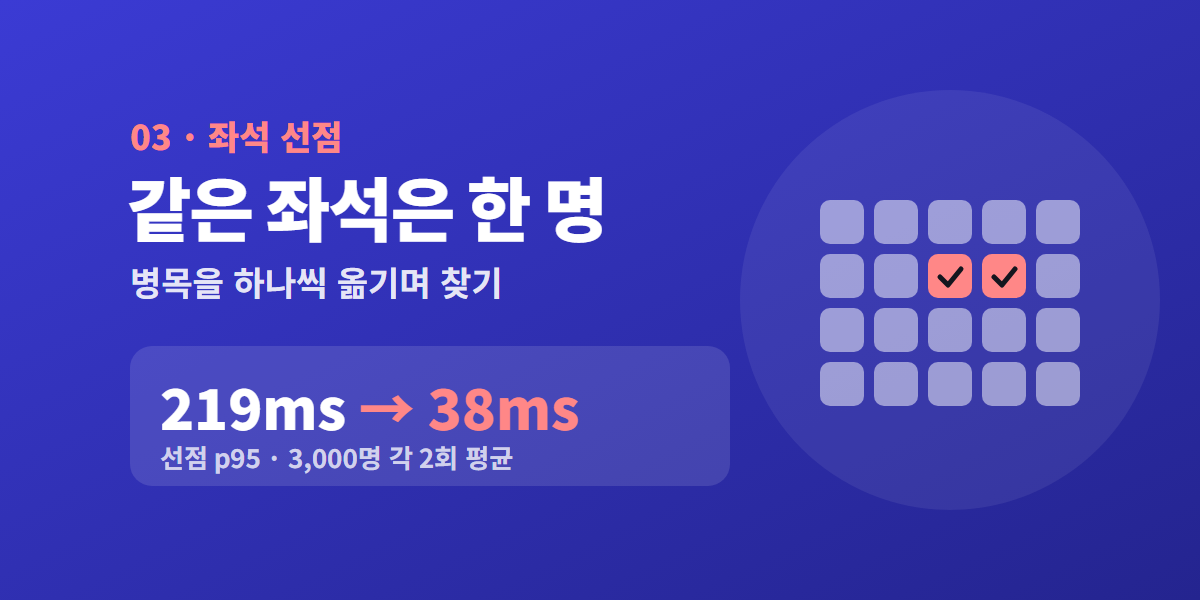 03 · 좌석 선점
같은 좌석은 한 명
병목을 하나씩 옮기며 찾기
219ms → 38ms
선점 p95 · 3,000명 각 2회 평균